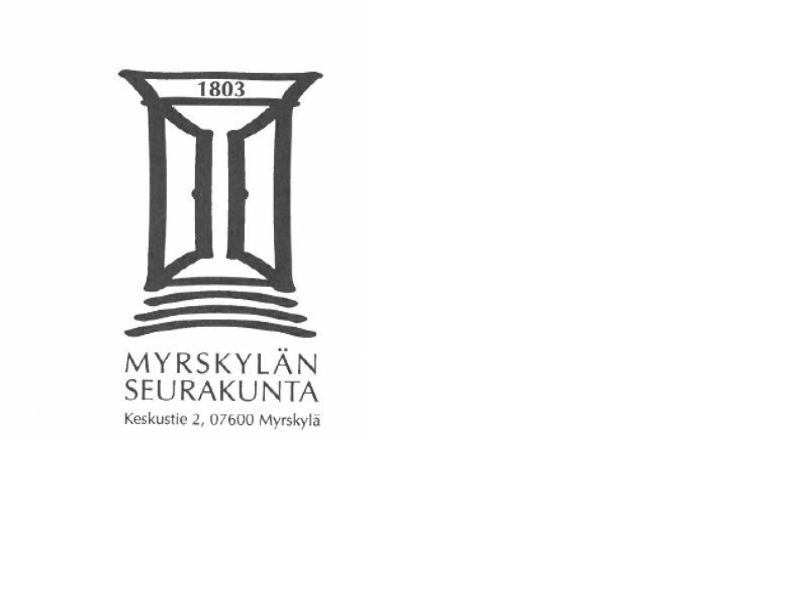 1803
MYRSKYLÄN
SEURAKUNTA
Keskustie 2, 07600 Myrskylä